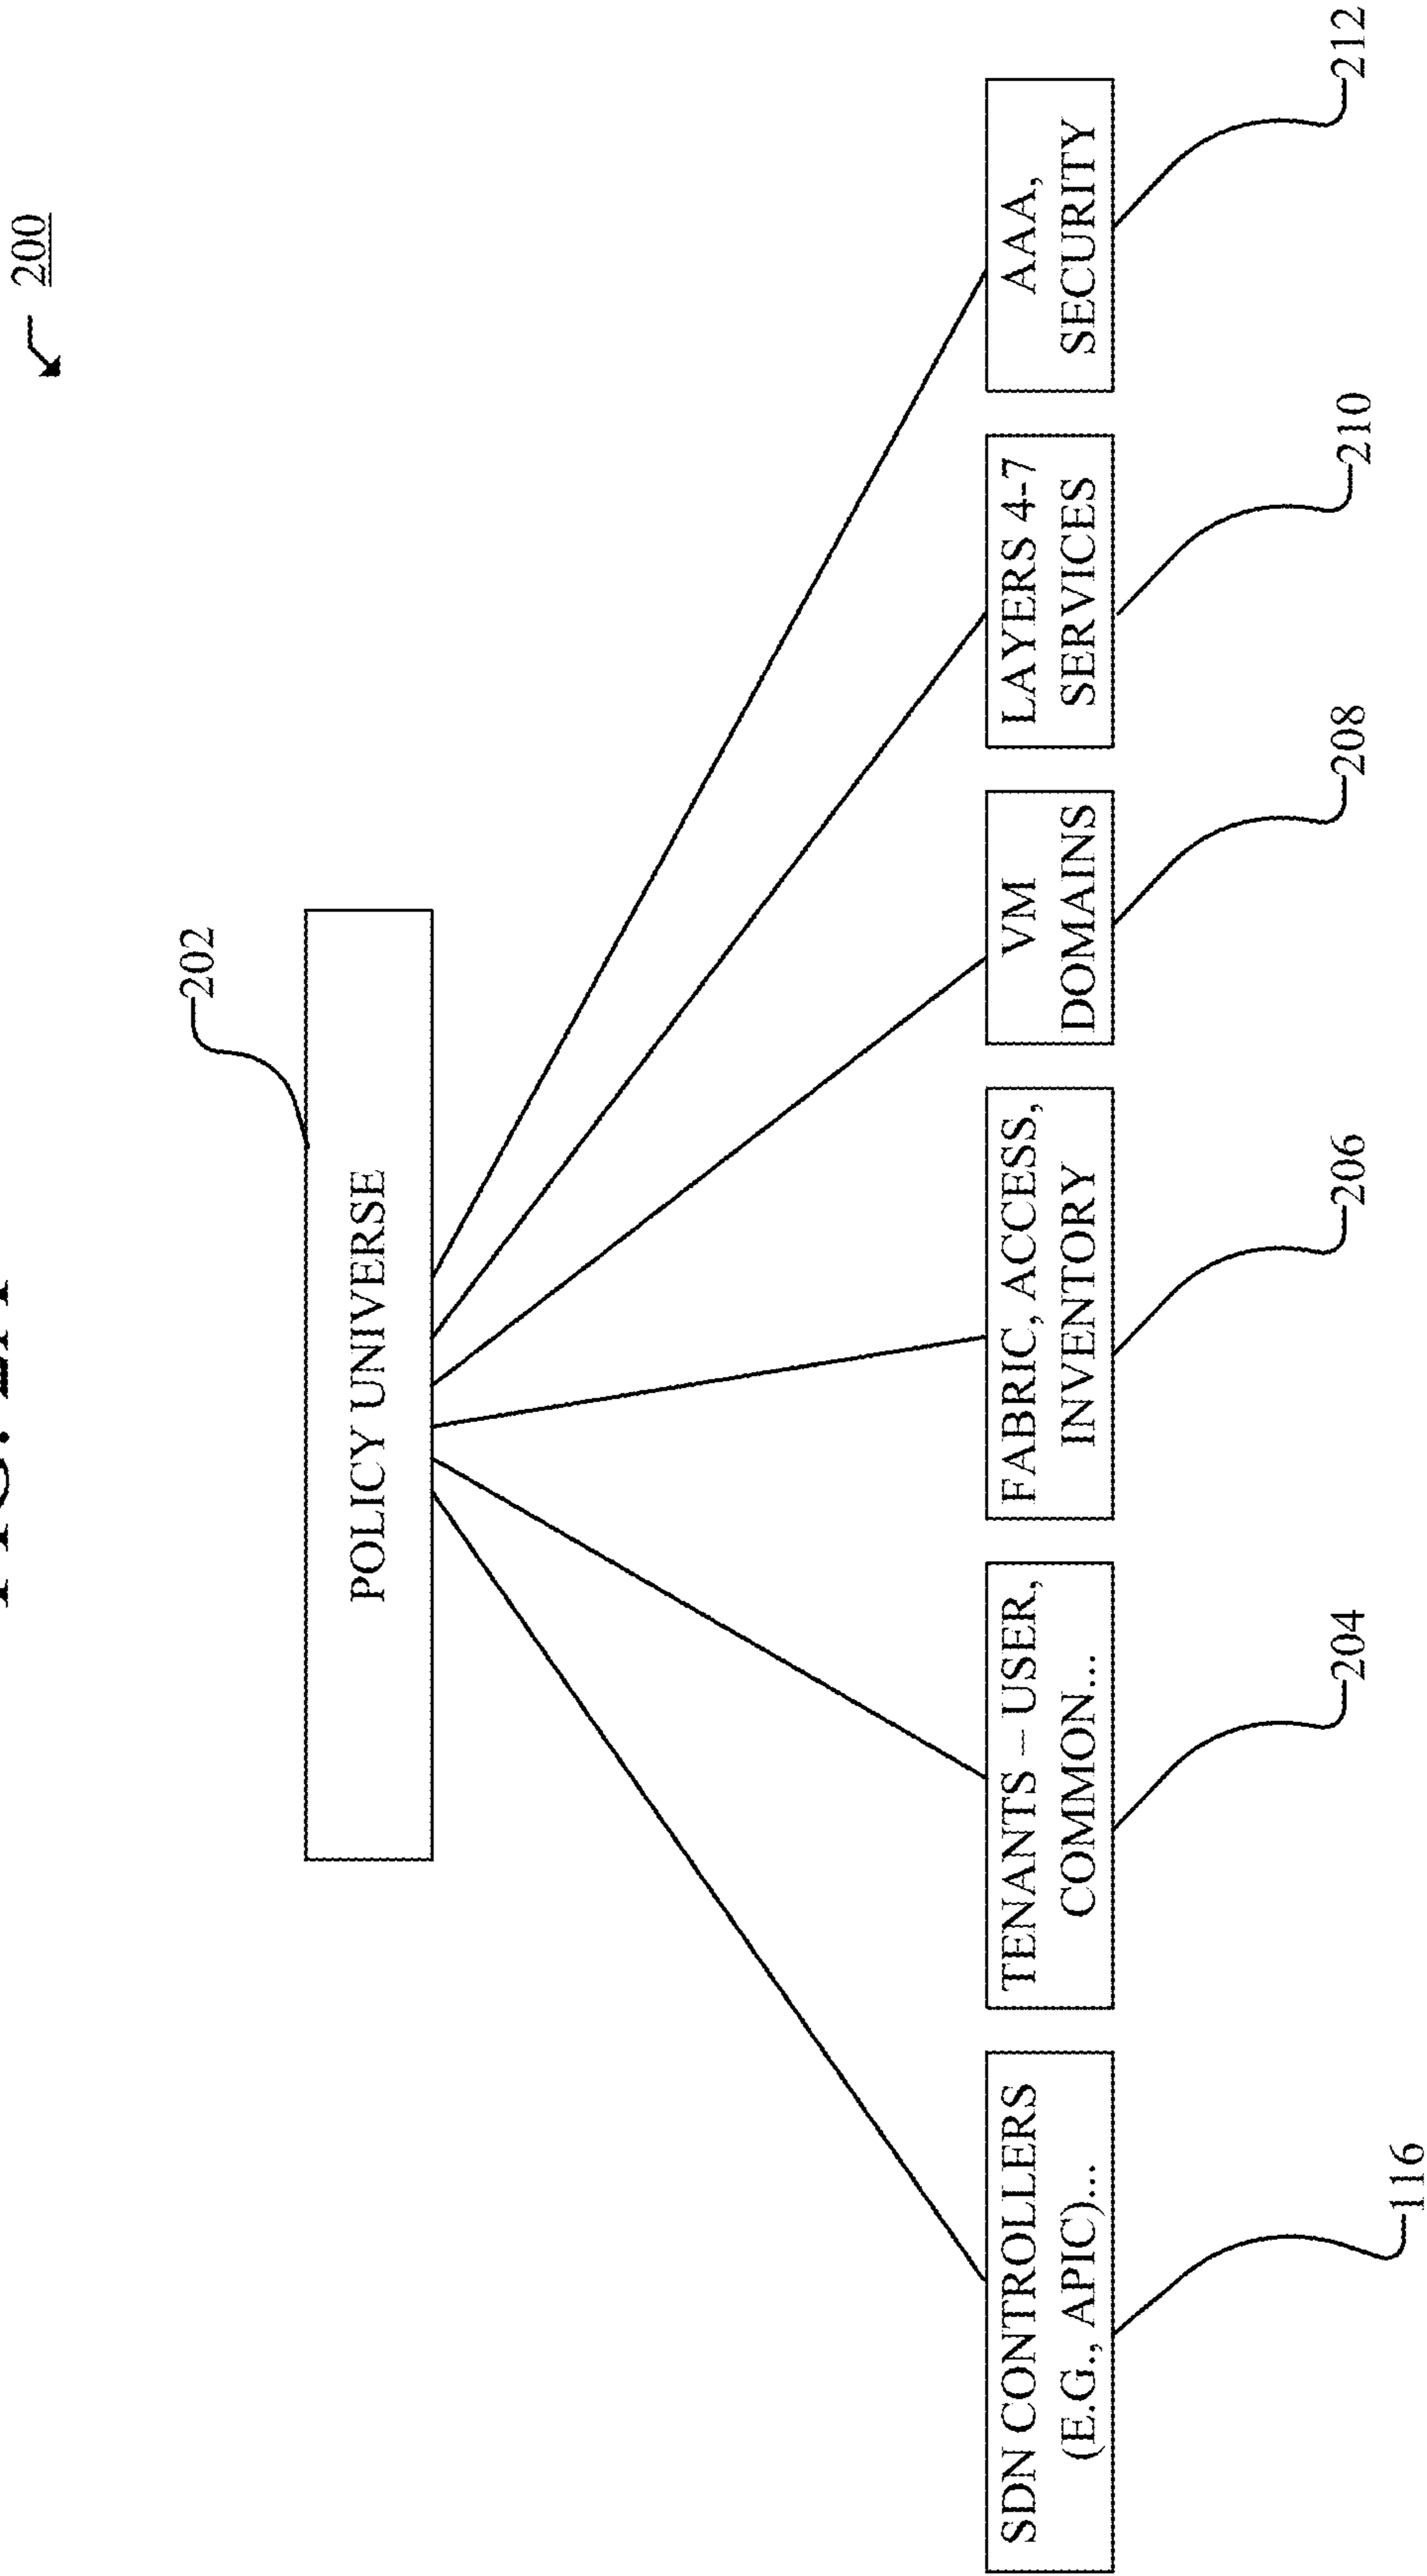 200
202
POLICY UNIVERSE
SDN CONTROLLERS
(E.G., APIC)...
TENANTS – USER,
COMMON...
FABRIC, ACCESS,
INVENTORY
VM
DOMAINS
LAYERS 4-7
SERVICES
AAA,
SECURITY
116
204
206
208
210
212